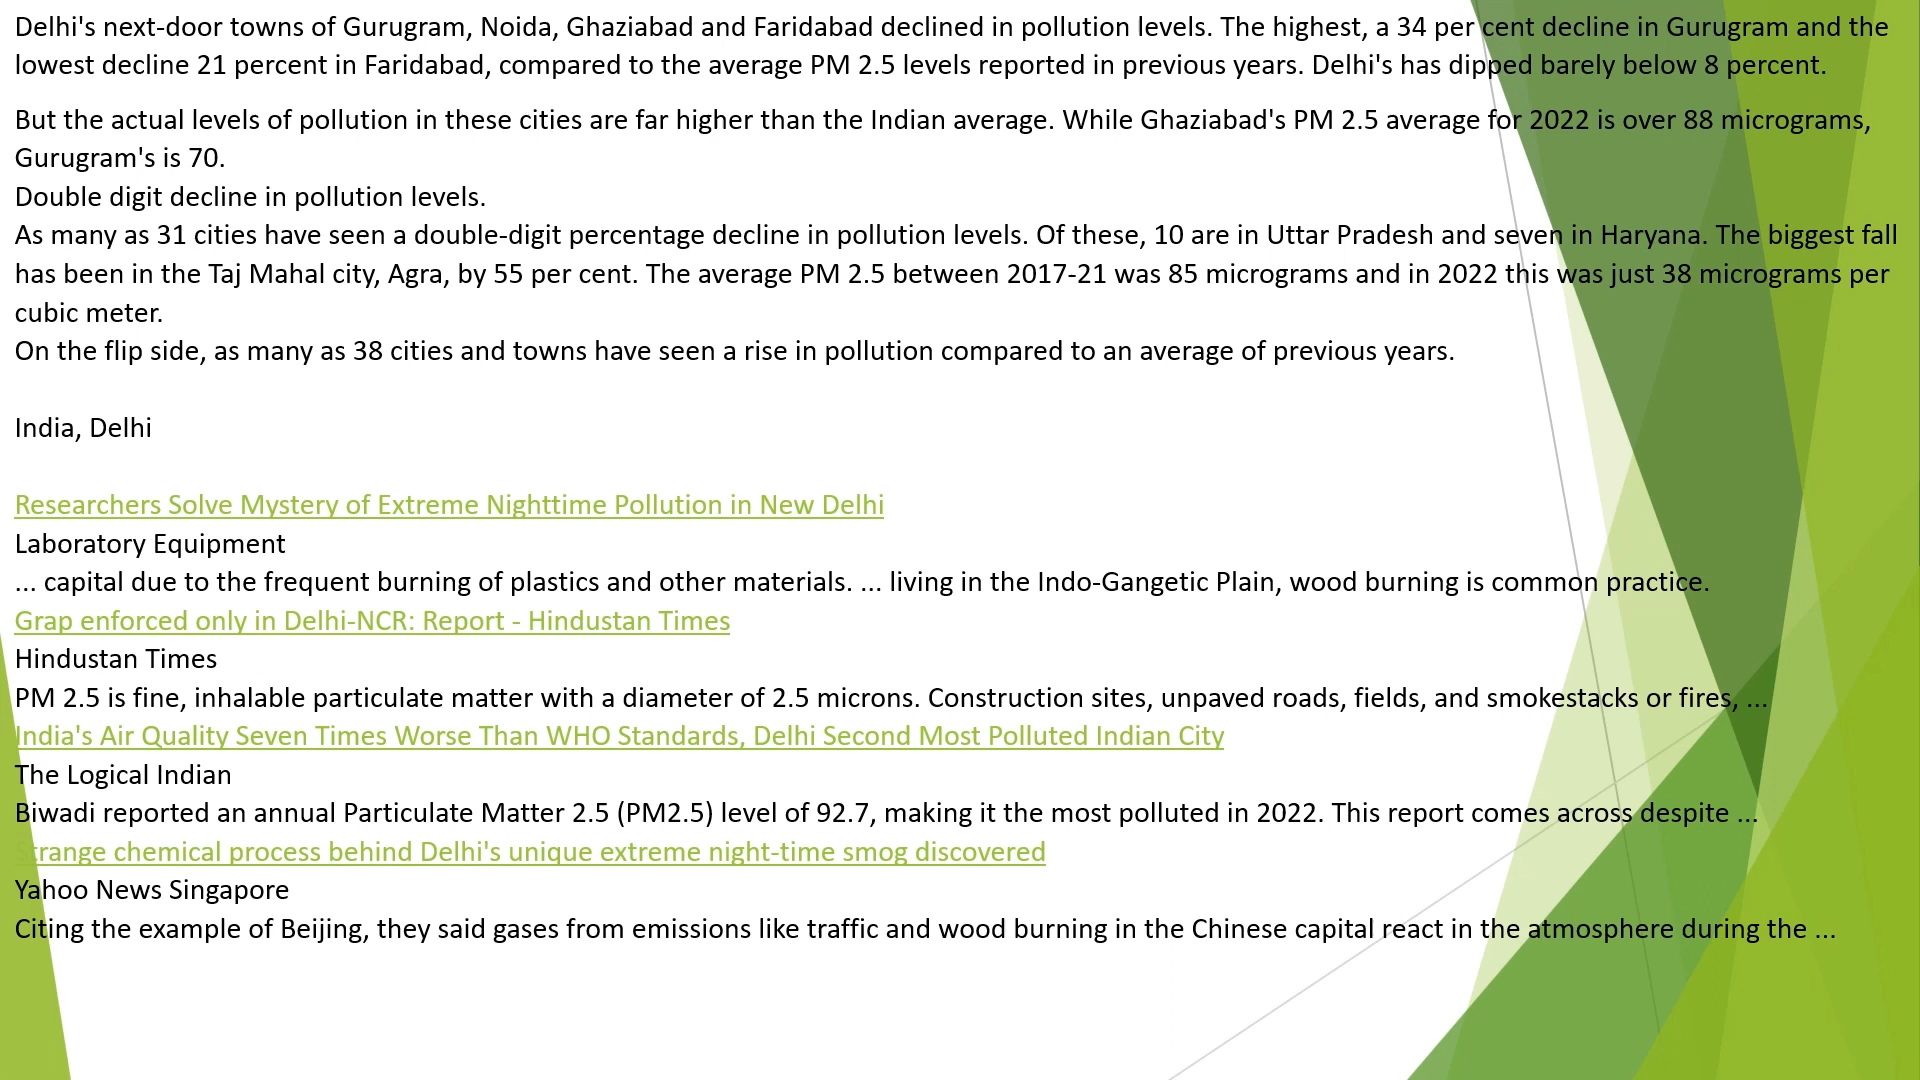 Delhi's next-door towns of Gurugram, Noida, Ghaziabad and Faridabad declined in pollution levels. The highest, a 34 per cent decline in Gurugram and the
lowest decline 21 percent in Faridabad, compared to the average PM 2.5 levels reported in previous years. Delhi's has dipped barely below 8 percent.
But the actual levels of pollution in these cities are far higher than the Indian average. While Ghaziabad's PM 2.5 average for 2022 is over 88 micrograms,
Gurugram's is 70.
Double digit decline in pollution levels.
As many as 31 cities have seen a double-digit percentage decline in pollution levels. Of these, 10 are in Uttar Pradesh and seven in Haryana. The biggest fall
has been in the Taj Mahal city, Agra, by 55 per cent. The average PM 2.5 between 2017-21 was 85 micrograms and in 2022 this was just 38 micrograms per
cubic meter.
On the flip side, as many as 38 cities and towns have seen a rise in pollution compared to an average of previous years.
India, Delhi
Researchers Solve Mystery of Extreme Nighttime Pollution in New Delhi
Laboratory Equipment
... capital due to the frequent burning of plastics and other materials. ... living in the Indo-Gangetic Plain, wood burning is common practice.
Grap enforced only in Delhi-NCR: Report - Hindustan Times
Hindustan Times
PM 2.5 is fine, inhalable particulate matter with a diameter of 2.5 microns. Construction sites, unpaved roads, fields, and smokestacks or fires, ...
India's Air Quality Seven Times Worse Than WHO Standards, Delhi Second Most Polluted Indian City
The Logical Indian
Biwadi reported an annual Particulate Matter 2.5 (PM2.5) level of 92.7, making it the most polluted in 2022. This report comes across despite ...
Strange chemical process behind Delhi's unique extreme night-time smog discovered
Yahoo News Singapore
Citing the example of Beijing, they said gases from emissions like traffic and wood burning in the Chinese capital react in the atmosphere during the ...